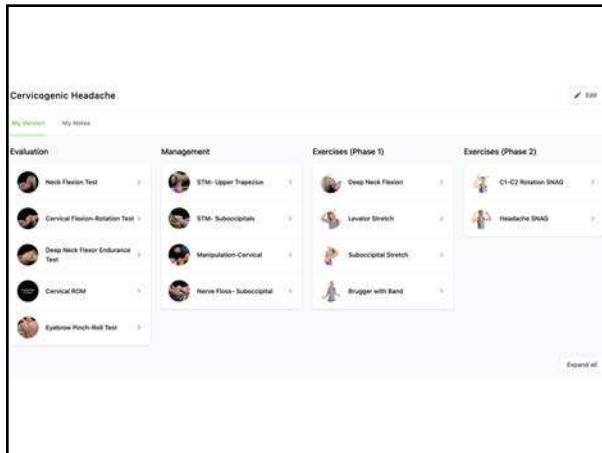 Cervicogenic Headache
Edit
My Version
My Notes
Evaluation
Neck Flexion Test
Cervical Flexion-Rotation Test
Deep Neck Flexor Endurance
Test
Cervical ROM
Eyebrow Pinch-Roll Test
Management
STM- Upper Trapezius
STM- Suboccipitals
Manipulation-Cervical
Nerve Floss- Suboccipital
Exercises (Phase 1)
Deep Neck Flexion
Levator Stretch
Suboccipital Stretch
Brugger with Band
Exercises (Phase 2)
C1-C2 Rotation SNAG
Headache SNAG
Expand all